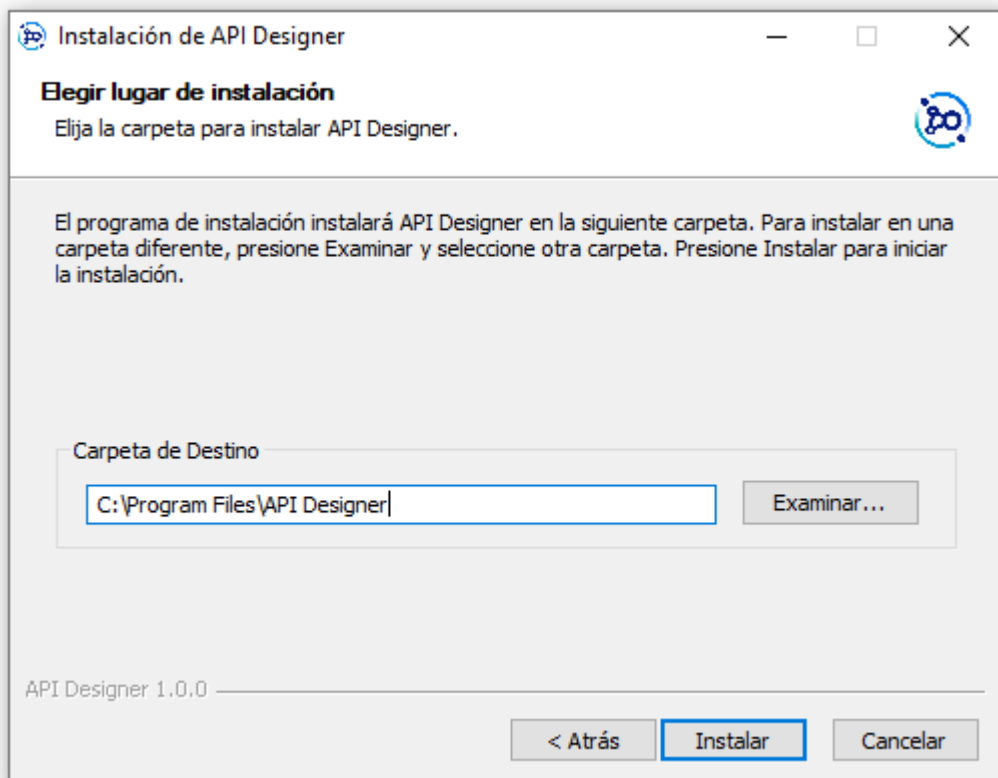 Instalación de API Designer
Elegir lugar de instalación
Elija la carpeta para instalar API Designer.
El programa de instalación instalará API Designer en la siguiente carpeta. Para instalar en una
carpeta diferente, presione Examinar y seleccione otra carpeta. Presione Instalar para iniciar
la instalación.
Carpeta de Destino
C:\Program Files\API Designer
Examinar...
API Designer 1.0.0
< Atrás
Instalar
Cancelar